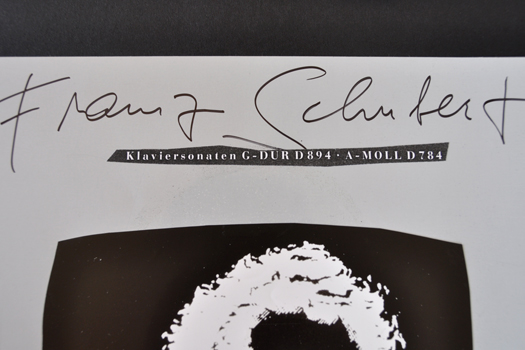 Franz Schubert
Klaviersonaten G-DUR D894 · A-MOLL D784